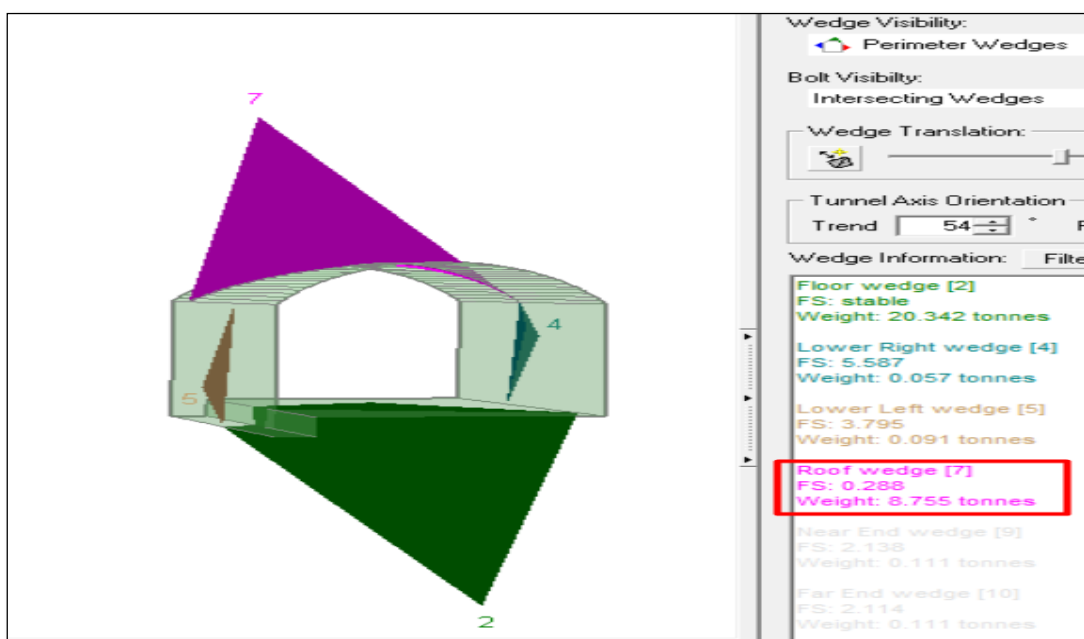 7
4
5
2
Wedge Visibility:
Perimeter Wedges
Bolt Visibilty:
Intersecting Wedges
Wedge Translation:
Tunnel Axis Orientation
Trend 54 °
Wedge Information: Filte
Floor wedge [2]
FS: stable
Weight: 20.342 tonnes
Lower Right wedge [4]
FS: 5.587
Weight: 0.057 tonnes
Lower Left wedge [5]
FS: 3.795
Weight: 0.091 tonnes
Roof wedge [7]
FS: 0.288
Weight: 8.755 tonnes
Near End wedge [9]
FS: 2.138
Weight: 0.111 tonnes
Far End wedge [10]
FS: 2.114
Weight: 0.111 tonnes